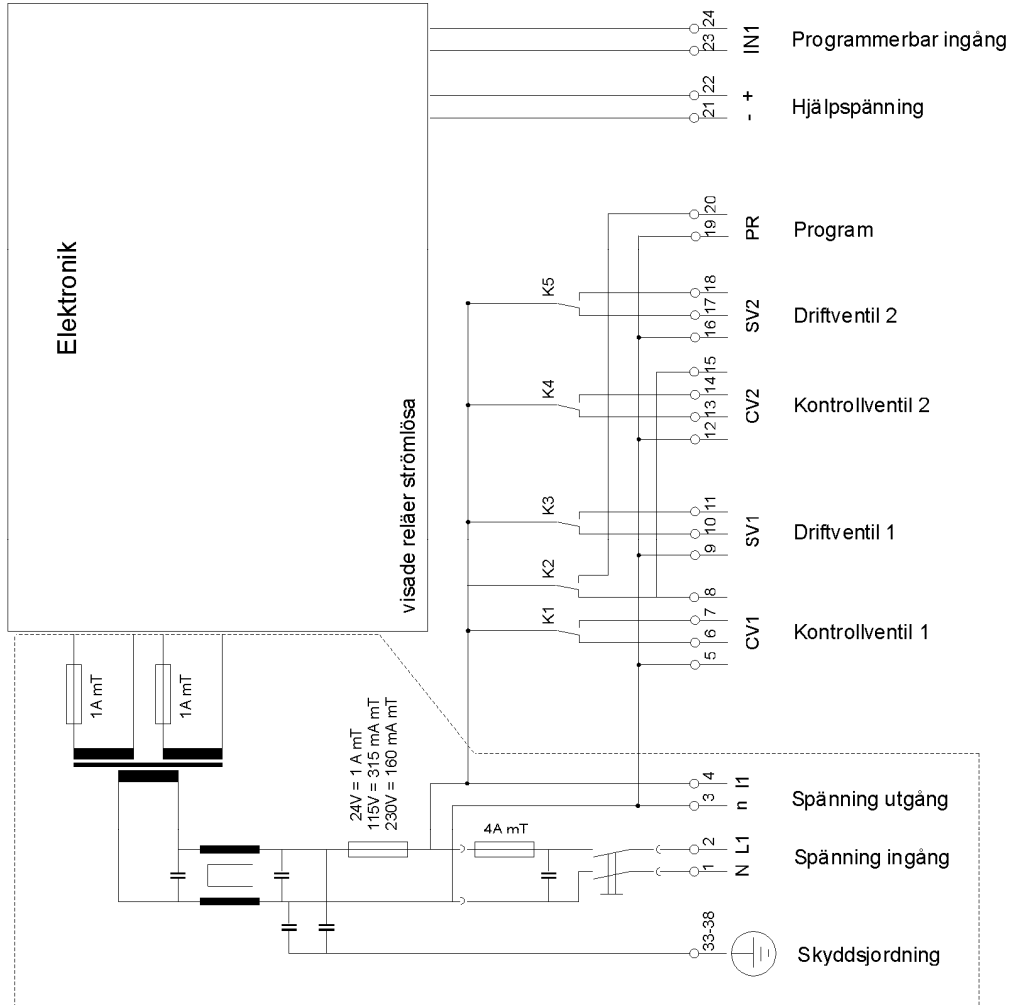 24
23
IN1
Programmerbar ingång
22
21
- +
Hjälpspänning
20
19
PR
Program
Elektronik
K5
18
17
16
SV2
Driftventil 2
K4
15
14
13
12
CV2
Kontrollventil 2
visade reläer strömlösa
K3
11
10
9
SV1
Driftventil 1
K2
8
K1
7
6
5
CV1
Kontrollventil 1
1A mT
1A mT
24V = 1 A mT
115V = 315 mA mT
230V = 160 mA mT
4
3
n l1
Spänning utgång
4A mT
2
1
N L1
Spänning ingång
33-38
Skyddsjordning